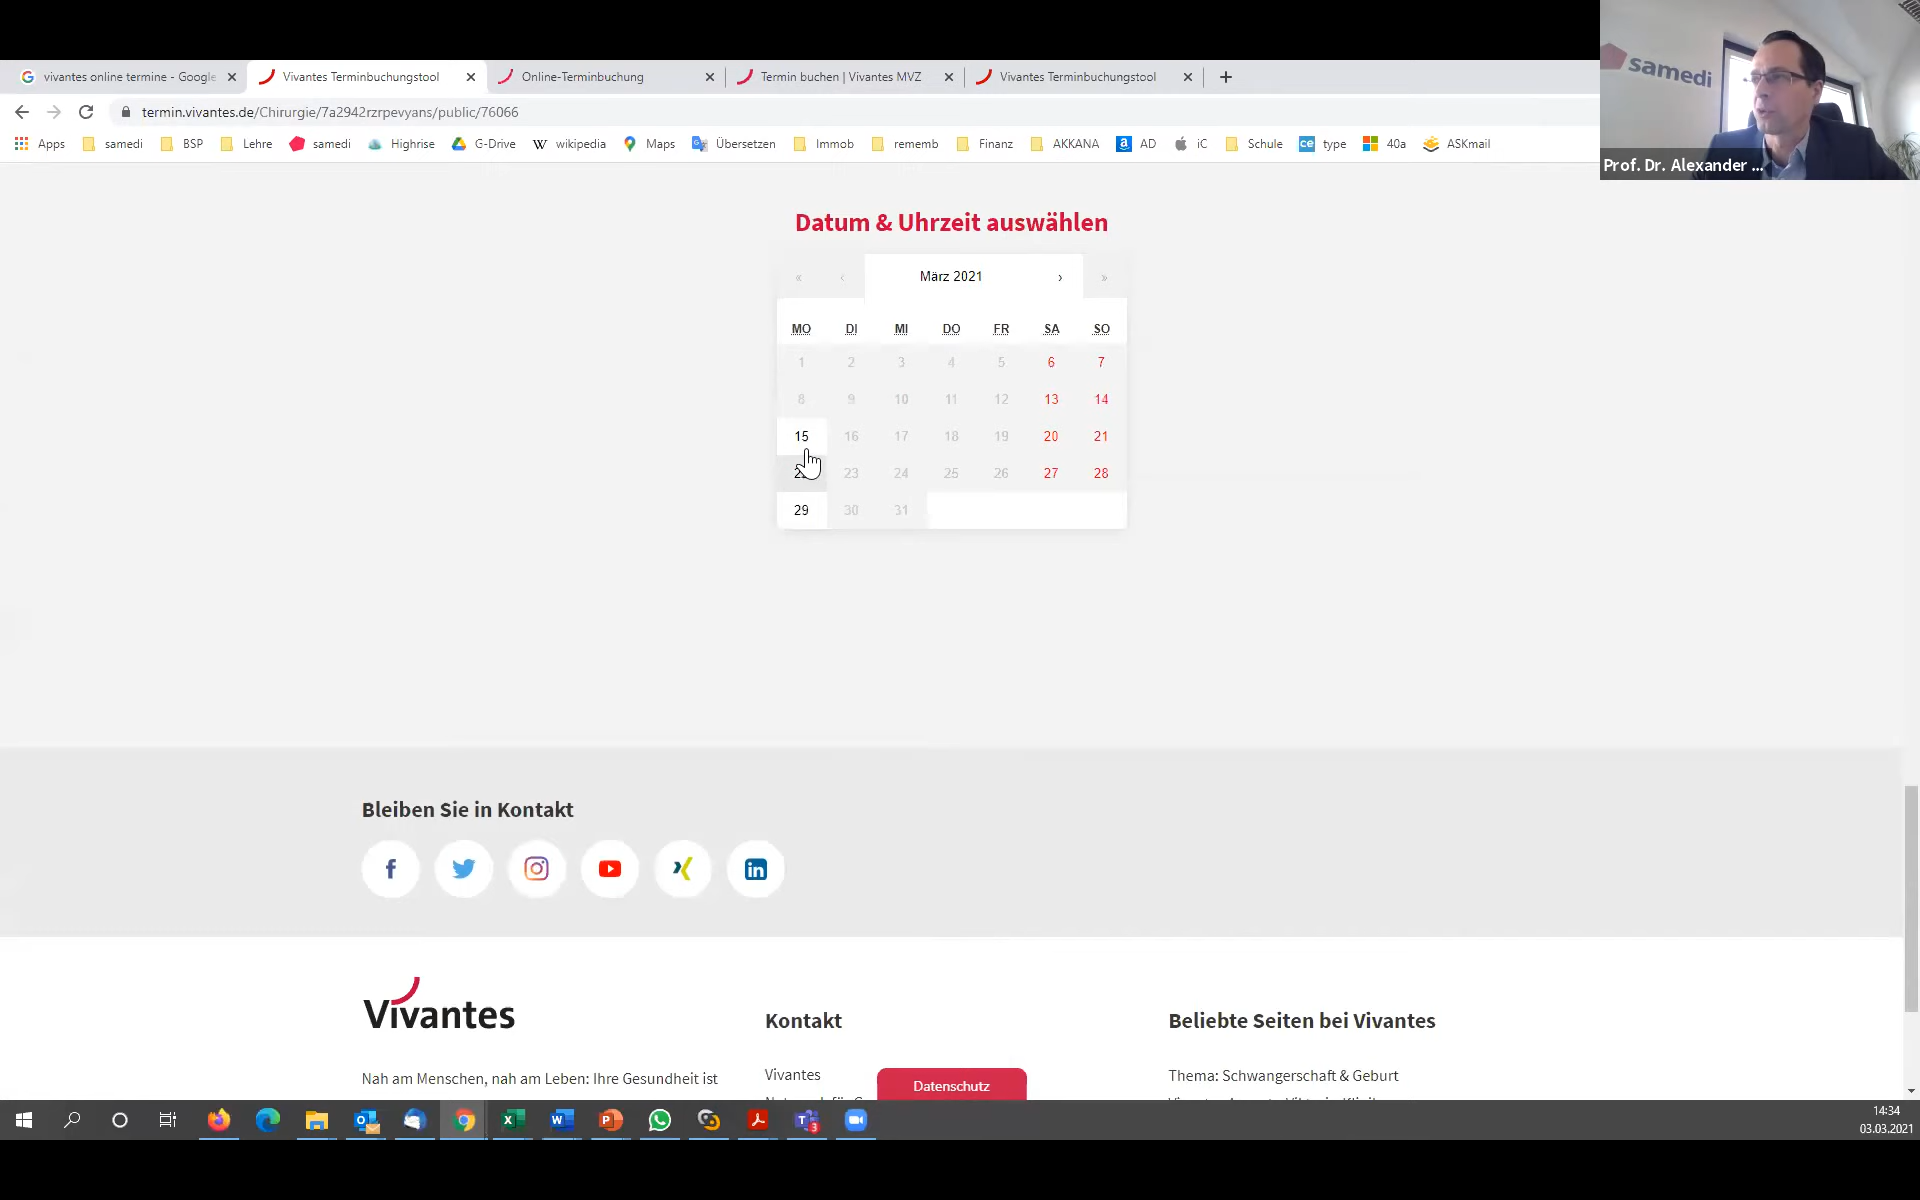 vivantes online termine - Google
Vivantes Terminbuchungstool
Online-Terminbuchung
Termin buchen | Vivantes MVZ
Vivantes Terminbuchungstool
termin.vivantes.de/Chirurgie/7a2942rzrpevyans/public/76066
Apps samedi BSP Lehre samedi Highrise G-Drive wikipedia Maps Übersetzen Immob rememb Finanz AKKANA AD iC Schule type 40a ASKmail
samedi
Prof. Dr. Alexander ...
Datum & Uhrzeit auswählen
« ‹ März 2021 › »
MO DI MI DO FR SA SO
1 2 3 4 5 6 7
8 9 10 11 12 13 14
15 16 17 18 19 20 21
23 24 25 26 27 28
29 30 31
Bleiben Sie in Kontakt
Vivantes
Kontakt
Beliebte Seiten bei Vivantes
Nah am Menschen, nah am Leben: Ihre Gesundheit ist
Vivantes
Datenschutz
Thema: Schwangerschaft & Geburt
14:34
03.03.2021